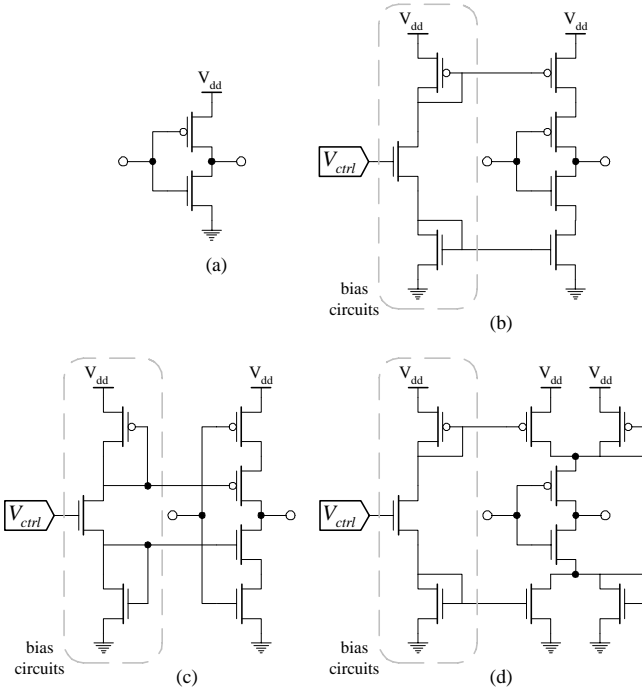 V_dd
V_dd
V_dd
V_ctrl
(a)
bias
circuits
(b)
V_dd
V_dd
V_ctrl
bias
circuits
(c)
V_dd
V_dd
V_dd
V_ctrl
bias
circuits
(d)